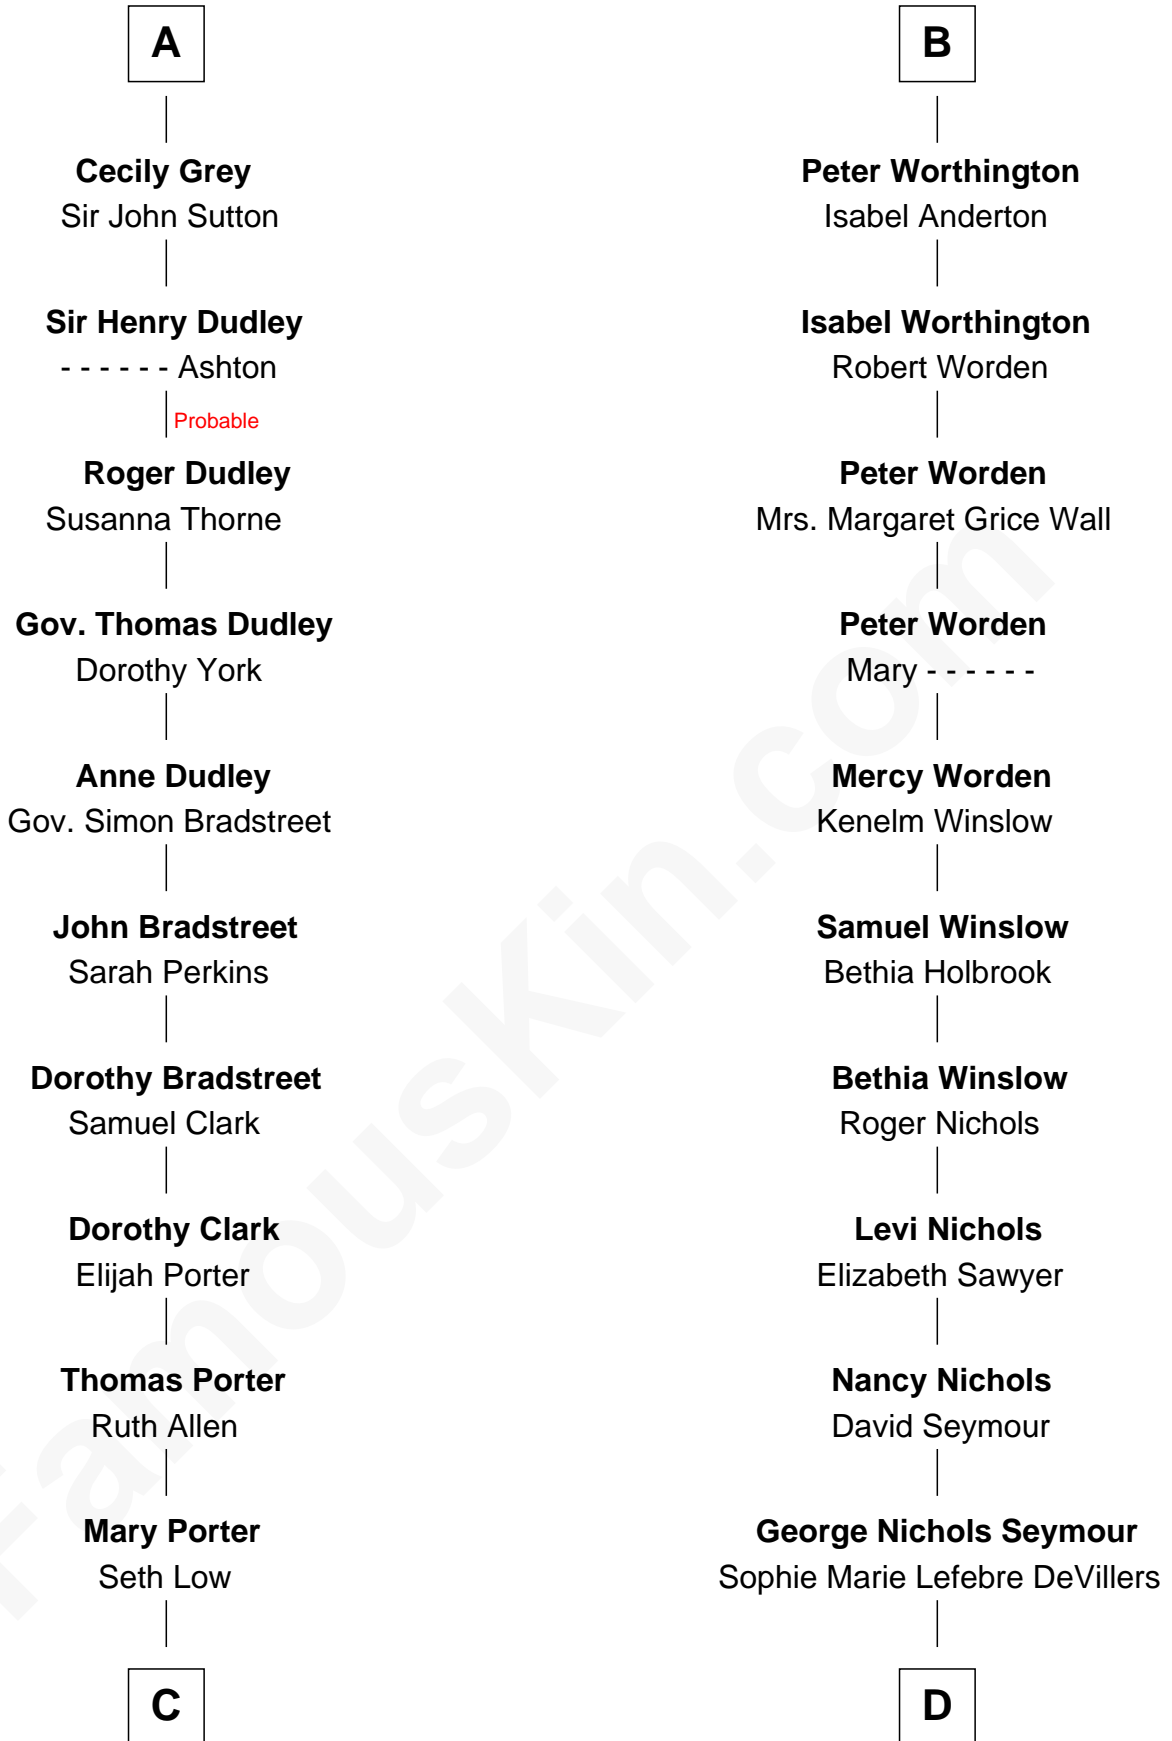 A
Cecily Grey
Sir John Sutton
Sir Henry Dudley
- - - - - - Ashton
Probable
Roger Dudley
Susanna Thorne
Gov. Thomas Dudley
Dorothy York
Anne Dudley
Gov. Simon Bradstreet
John Bradstreet
Sarah Perkins
Dorothy Bradstreet
Samuel Clark
Dorothy Clark
Elijah Porter
Thomas Porter
Ruth Allen
Mary Porter
Seth Low
C
B
Peter Worthington
Isabel Anderton
Isabel Worthington
Robert Worden
Peter Worden
Mrs. Margaret Grice Wall
Peter Worden
Mary - - - - - -
Mercy Worden
Kenelm Winslow
Samuel Winslow
Bethia Holbrook
Bethia Winslow
Roger Nichols
Levi Nichols
Elizabeth Sawyer
Nancy Nichols
David Seymour
George Nichols Seymour
Sophie Marie Lefebre DeVillers
D
FamousKin.com